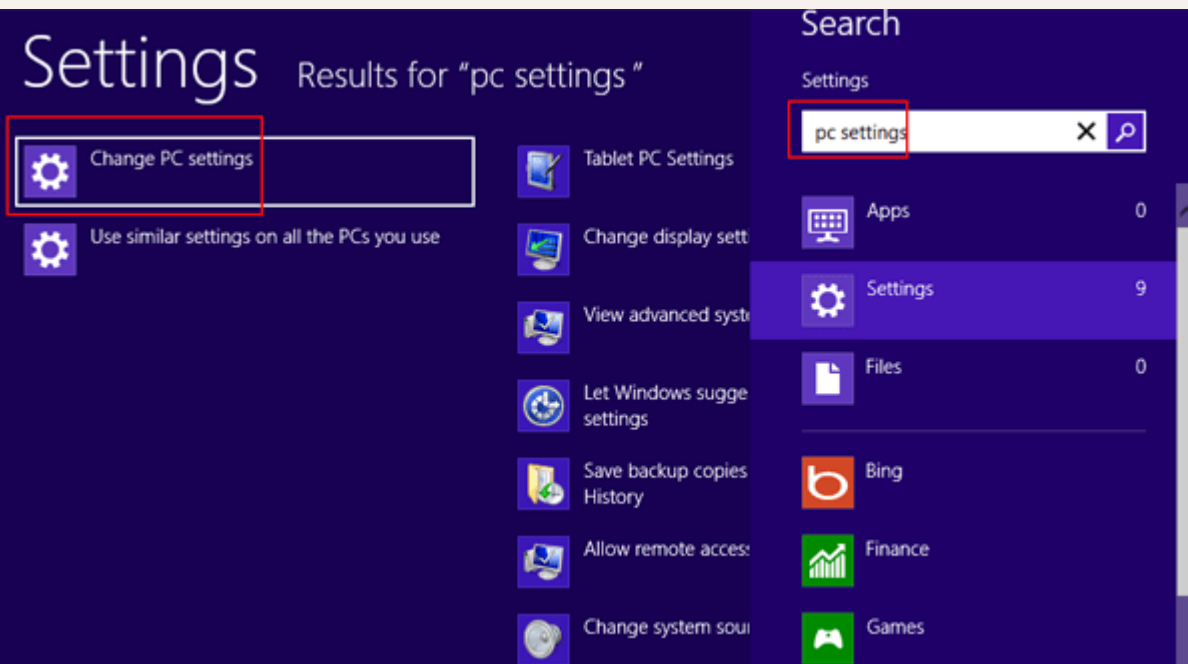 Settings Results for “pc settings ”
Change PC settings
Use similar settings on all the PCs you use
Tablet PC Settings
Change display sett
View advanced syste
Let Windows sugge
settings
Save backup copies
History
Allow remote access
Change system soun
Search
Settings
pc settings
Apps 0
Settings 9
Files 0
Bing
Finance
Games